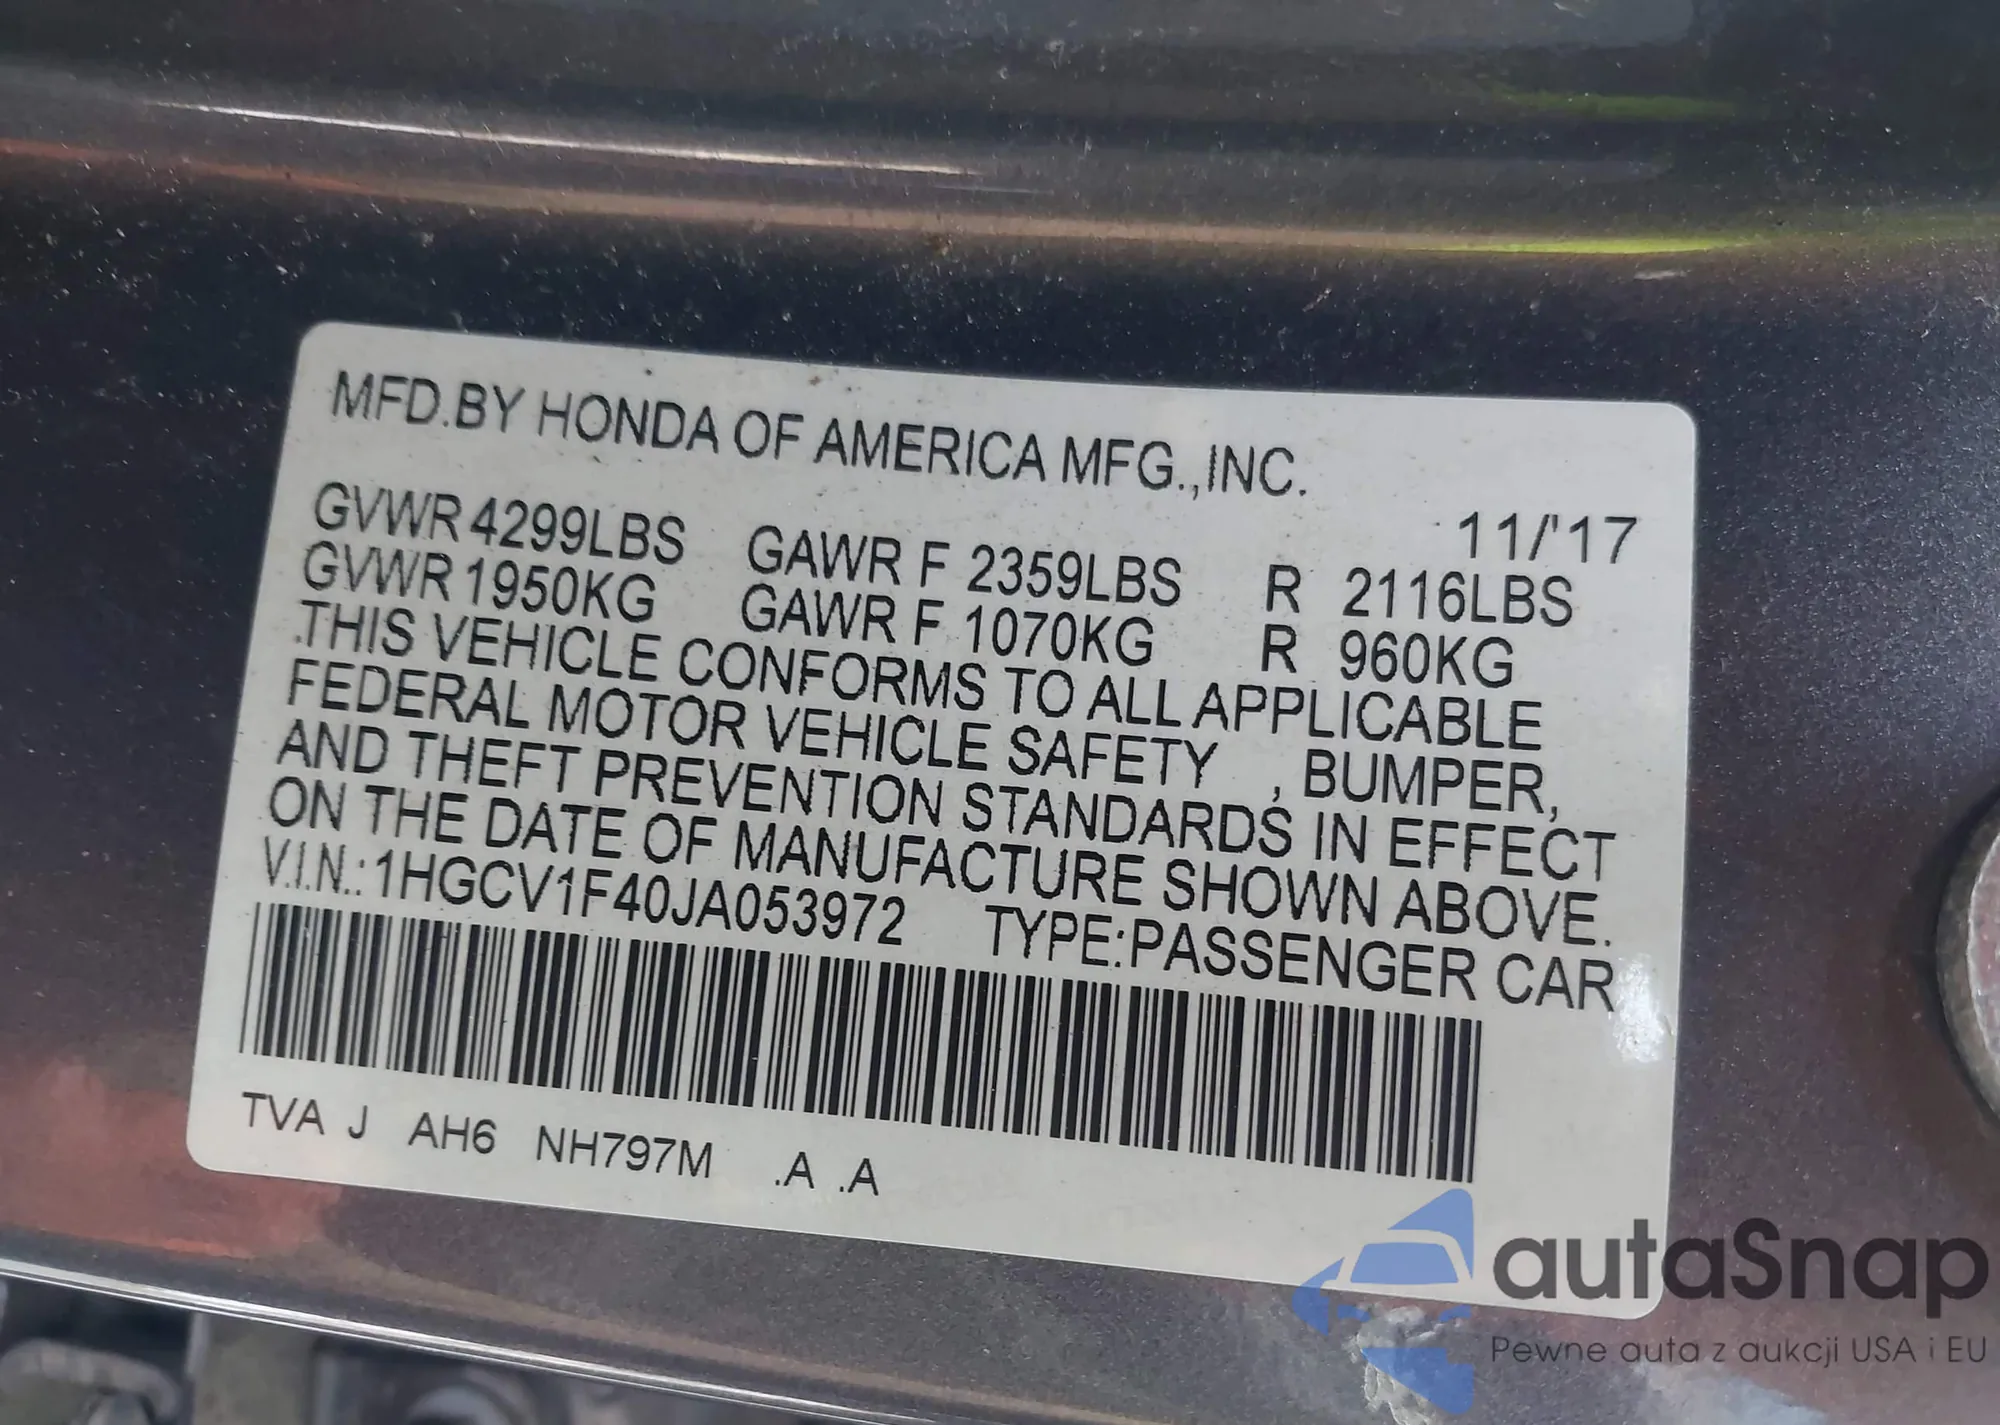 MFD.BY HONDA OF AMERICA MFG.,INC.
11/'17
GVWR 4299LBS GAWR F 2359LBS R 2116LBS
GVWR 1950KG GAWR F 1070KG R 960KG
THIS VEHICLE CONFORMS TO ALL APPLICABLE
FEDERAL MOTOR VEHICLE SAFETY , BUMPER,
AND THEFT PREVENTION STANDARDS IN EFFECT
ON THE DATE OF MANUFACTURE SHOWN ABOVE.
V.I.N.:1HGCV1F40JA053972 TYPE:PASSENGER CAR
TVA J AH6 NH797M .A .A
autaSnap
Pewne auta z aukcji USA i EU